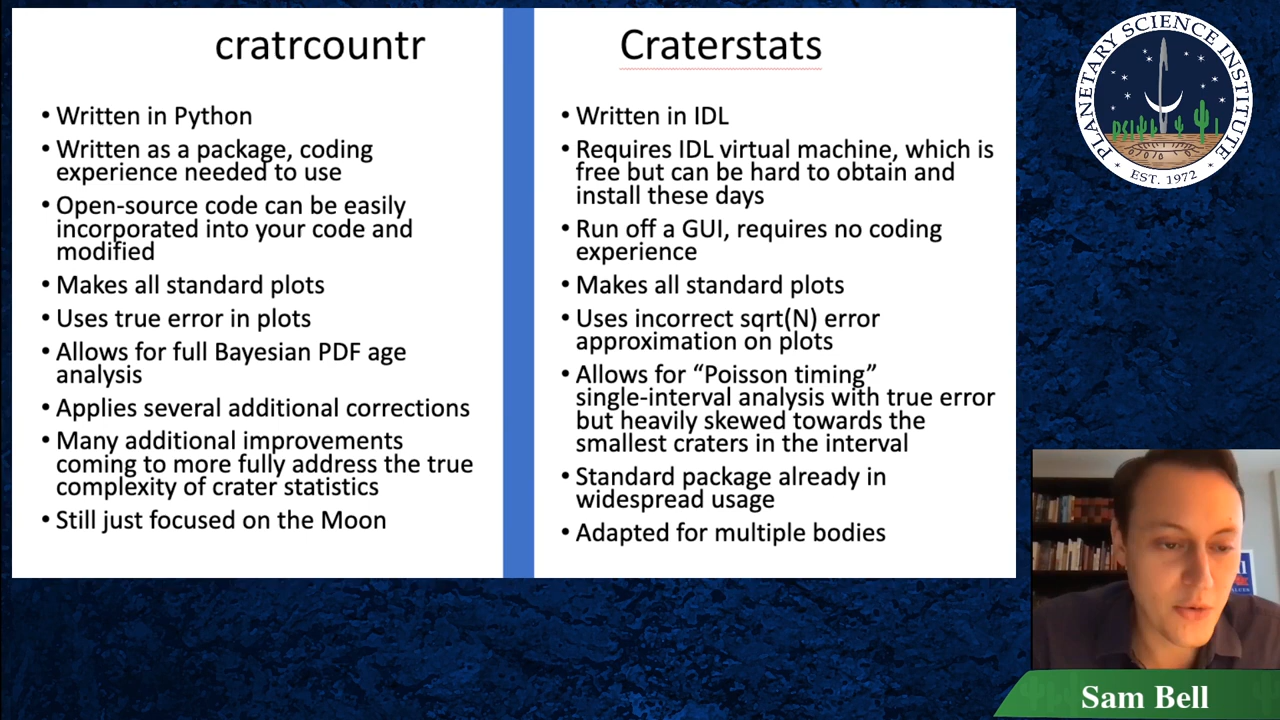 cratrcountr
• Written in Python
• Written as a package, coding
experience needed to use
• Open-source code can be easily
incorporated into your code and
modified
• Makes all standard plots
• Uses true error in plots
• Allows for full Bayesian PDF age
analysis
• Applies several additional corrections
• Many additional improvements
coming to more fully address the true
complexity of crater statistics
• Still just focused on the Moon
Craterstats
• Written in IDL
• Requires IDL virtual machine, which is
free but can be hard to obtain and
install these days
• Run off a GUI, requires no coding
experience
• Makes all standard plots
• Uses incorrect sqrt(N) error
approximation on plots
• Allows for “Poisson timing”
single-interval analysis with true error
but heavily skewed towards the
smallest craters in the interval
• Standard package already in
widespread usage
• Adapted for multiple bodies
PLANETARY SCIENCE INSTITUTE
EST. 1972
Sam Bell